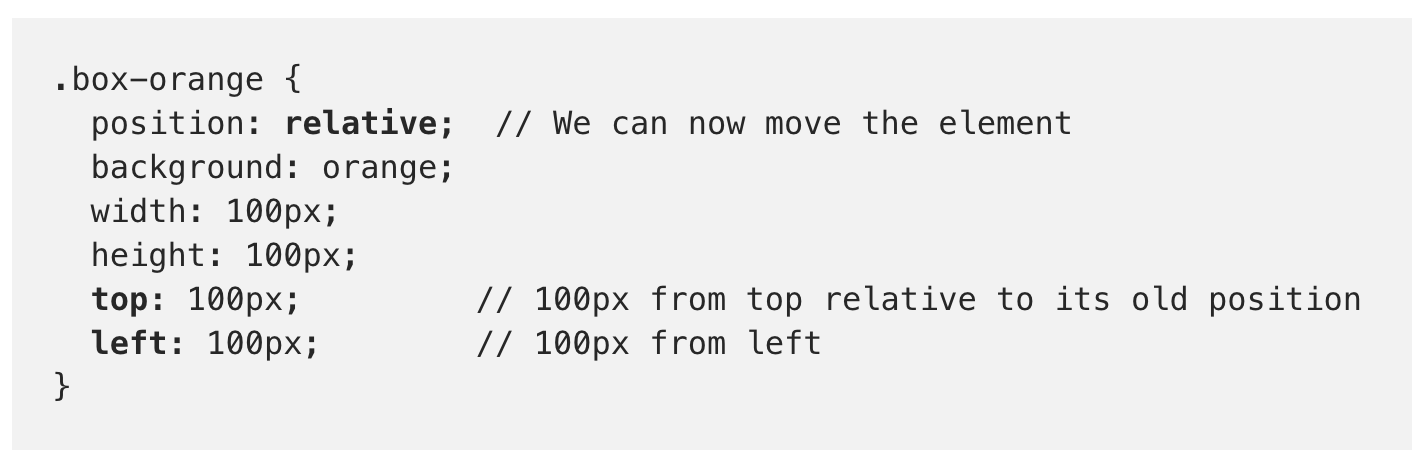 .box-orange {
  position: relative;  // We can now move the element
  background: orange;
  width: 100px;
  height: 100px;
  top: 100px;         // 100px from top relative to its old position
  left: 100px;        // 100px from left
}